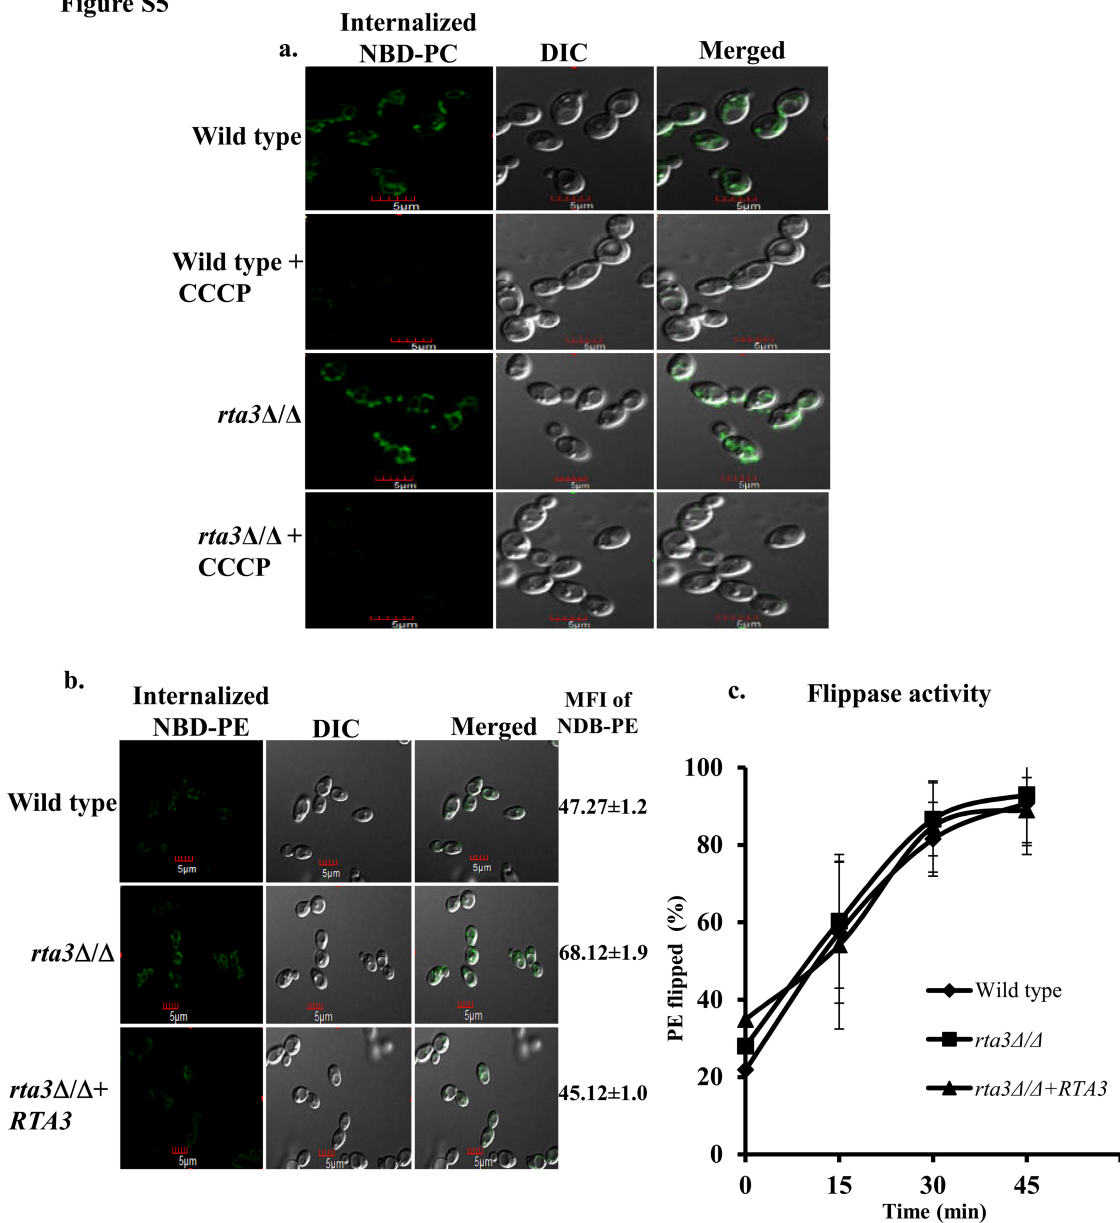 Figure S5
a.
Internalized
NBD-PC
DIC
Merged
Wild type
5µm
5µm
5µm
Wild type +
CCCP
5µm
5µm
5µm
rta3Δ/Δ
5µm
5µm
5µm
rta3Δ/Δ +
CCCP
5µm
5µm
5µm
b.
Internalized
NBD-PE
DIC
Merged
MFI of
NDB-PE
Wild type
5µm
5µm
5µm
47.27±1.2
rta3Δ/Δ
5µm
5µm
5µm
68.12±1.9
rta3Δ/Δ+
RTA3
5µm
5µm
5µm
45.12±1.0
c.
Flippase activity
PE flipped (%)
100
80
60
40
20
0
0 15 30 45
Time (min)
Wild type
rta3Δ/Δ
rta3Δ/Δ+RTA3